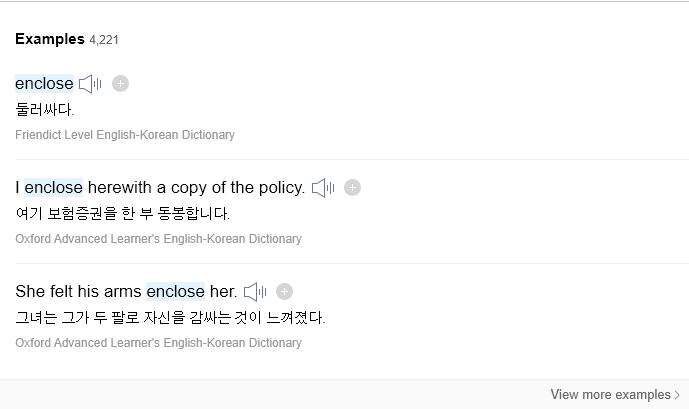 Examples 4,221
enclose
둘러싸다.
Friendict Level English-Korean Dictionary
I enclose herewith a copy of the policy.
여기 보험증권을 한 부 동봉합니다.
Oxford Advanced Learner's English-Korean Dictionary
She felt his arms enclose her.
그녀는 그가 두 팔로 자신을 감싸는 것이 느껴졌다.
Oxford Advanced Learner's English-Korean Dictionary
View more examples